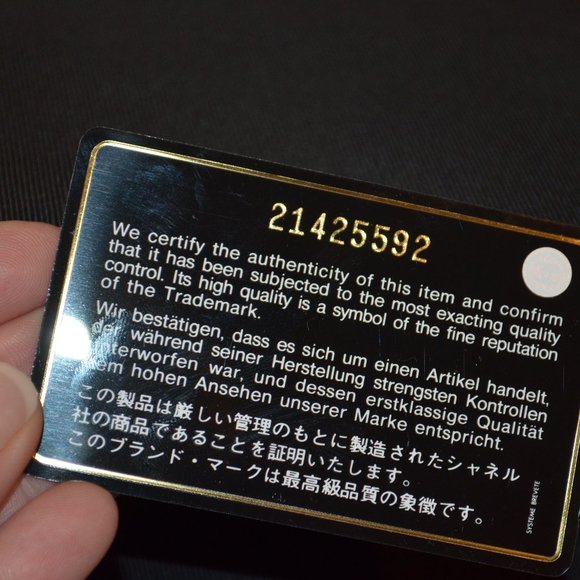 21425592
We certify the authenticity of this item and confirm
that it has been subjected to the most exacting quality
control. Its high quality is a symbol of the fine reputation
of the Trademark.
Wir bestätigen, dass es sich um einen Artikel handelt,
der während seiner Herstellung strengsten Kontrollen
unterworfen war, und dessen erstklassige Qualität
dem hohen Ansehen unserer Marke entspricht.
この製品は厳しい管理のもとに製造されたシャネル
社の商品であることを証明いたします。
このブランド・マークは最高級品質の象徴です。
SYSTEME BREVETE